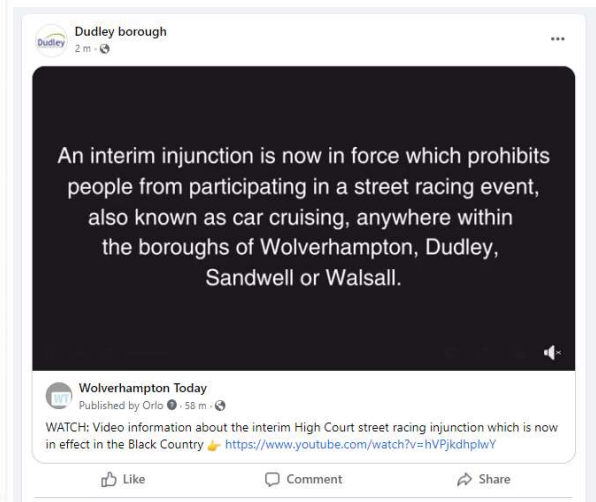 Dudley
Dudley borough
2 m ·
An interim injunction is now in force which prohibits
people from participating in a street racing event,
also known as car cruising, anywhere within
the boroughs of Wolverhampton, Dudley,
Sandwell or Walsall.
WT
Wolverhampton Today
Published by Orlo · 58 m ·
WATCH: Video information about the interim High Court street racing injunction which is now
in effect in the Black Country 👉 https://www.youtube.com/watch?v=hVPjkdhplwY
Like Comment Share